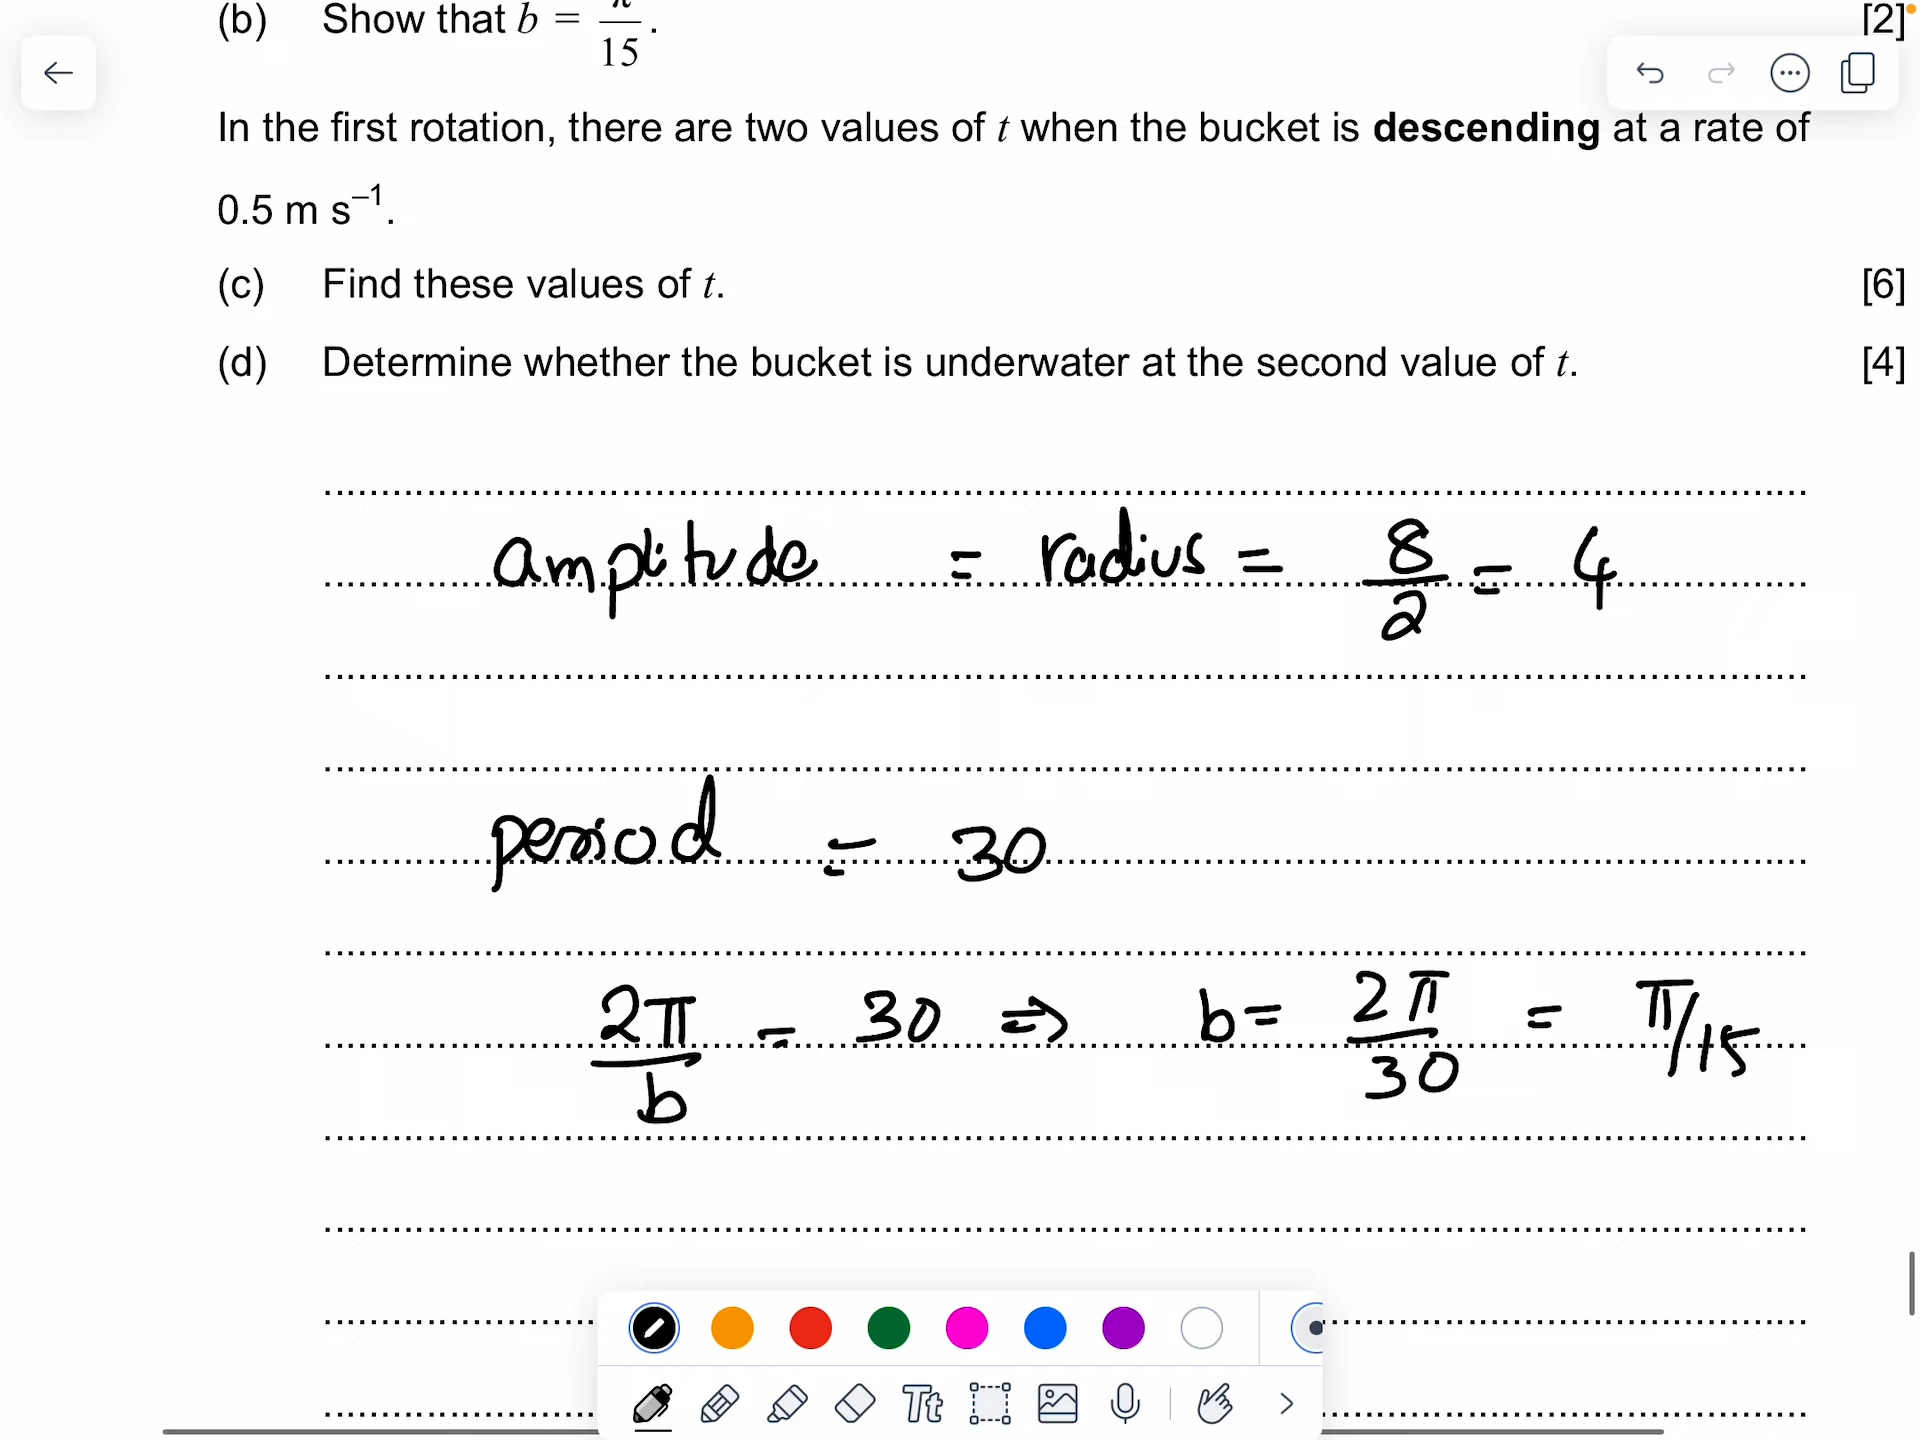 (b) Show that b = π/15. [2]
In the first rotation, there are two values of t when the bucket is descending at a rate of
0.5 m s⁻¹.
(c) Find these values of t. [6]
(d) Determine whether the bucket is underwater at the second value of t. [4]
amplitude = radius = 8/2 = 4
period = 30
2π/b = 30 ⇒ b = 2π/30 = π/15
Tt